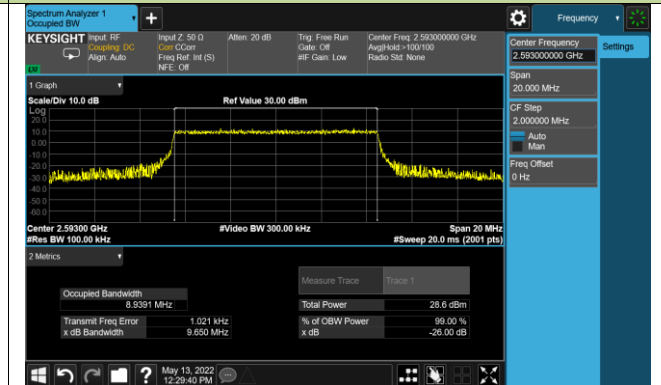 Spectrum Analyzer 1
Occupied BW
+
Frequency
KEYSIGHT Input: RF
Coupling: DC
Align: Auto
Input Z: 50 Ω
Corr CCorr
Freq Ref: Int (S)
NFE: Off
Atten: 20 dB
Trig: Free Run
Gate: Off
#IF Gain: Low
Center Freq: 2.593000000 GHz
Avg|Hold:>100/100
Radio Std: None
LW
Center Frequency
2.593000000 GHz
Settings
Span
20.000 MHz
CF Step
2.000000 MHz
Auto
Man
Freq Offset
0 Hz
1 Graph
Scale/Div 10.0 dB
Ref Value 30.00 dBm
Log
20.0
10.0
0.00
-10.0
-20.0
-30.0
-40.0
-50.0
-60.0
Center 2.59300 GHz
#Video BW 300.00 kHz
Span 20 MHz
#Res BW 100.00 kHz
#Sweep 20.0 ms (2001 pts)
2 Metrics
Measure Trace
Trace 1
Occupied Bandwidth
8.9391 MHz
Total Power 28.6 dBm
Transmit Freq Error 1.021 kHz
% of OBW Power 99.00 %
x dB Bandwidth 9.650 MHz
x dB -26.00 dB
?
May 13, 2022
12:29:40 PM